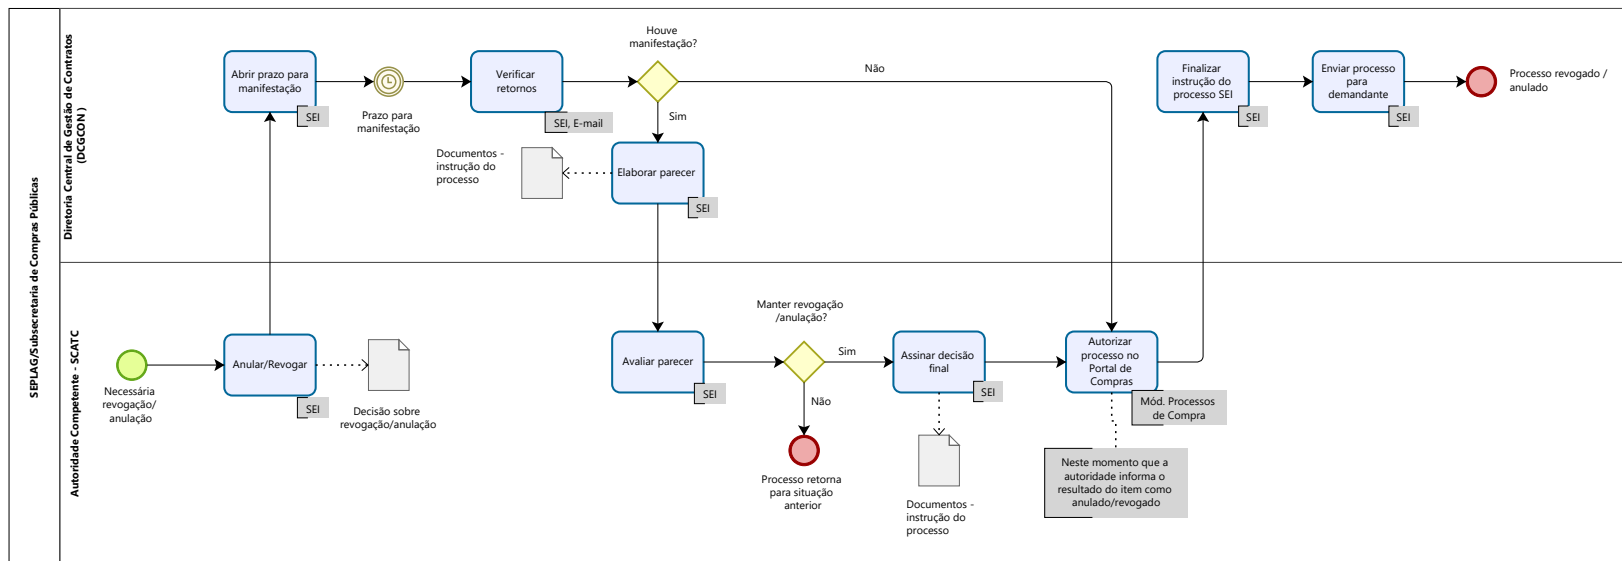 SEPLAG/Subsecretaria de Compras Públicas
Diretoria Central de Gestão de Contratos
(DCGCON)
Abrir prazo para
manifestação
SEI
Prazo para
manifestação
Verificar
retornos
SEI, E-mail
Houve
manifestação?
Não
Sim
Documentos -
instrução do
processo
Elaborar parecer
SEI
Finalizar
instrução do
processo SEI
SEI
Enviar processo
para
demandante
SEI
Processo revogado /
anulado
Autoridade Competente - SCATC
Necessária
revogação/
anulação
Anular/Revogar
SEI
Decisão sobre
revogação/anulação
Avaliar parecer
SEI
Manter revogação
/anulação?
Sim
Não
Processo retorna
para situação
anterior
Assinar decisão
final
SEI
Documentos -
instrução do
processo
Autorizar
processo no
Portal de
Compras
Mód. Processos
de Compra
Neste momento que a
autoridade informa o
resultado do item como
anulado/revogado